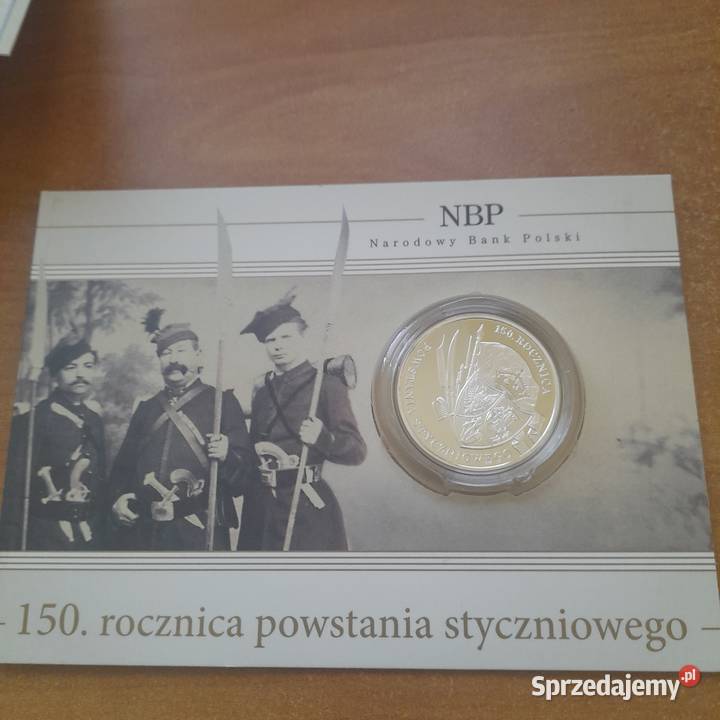 NBP
Narodowy Bank Polski
150. ROCZNICA
POWSTANIA
STYCZNIOWEGO
150. rocznica powstania styczniowego
Sprzedajemy.pl